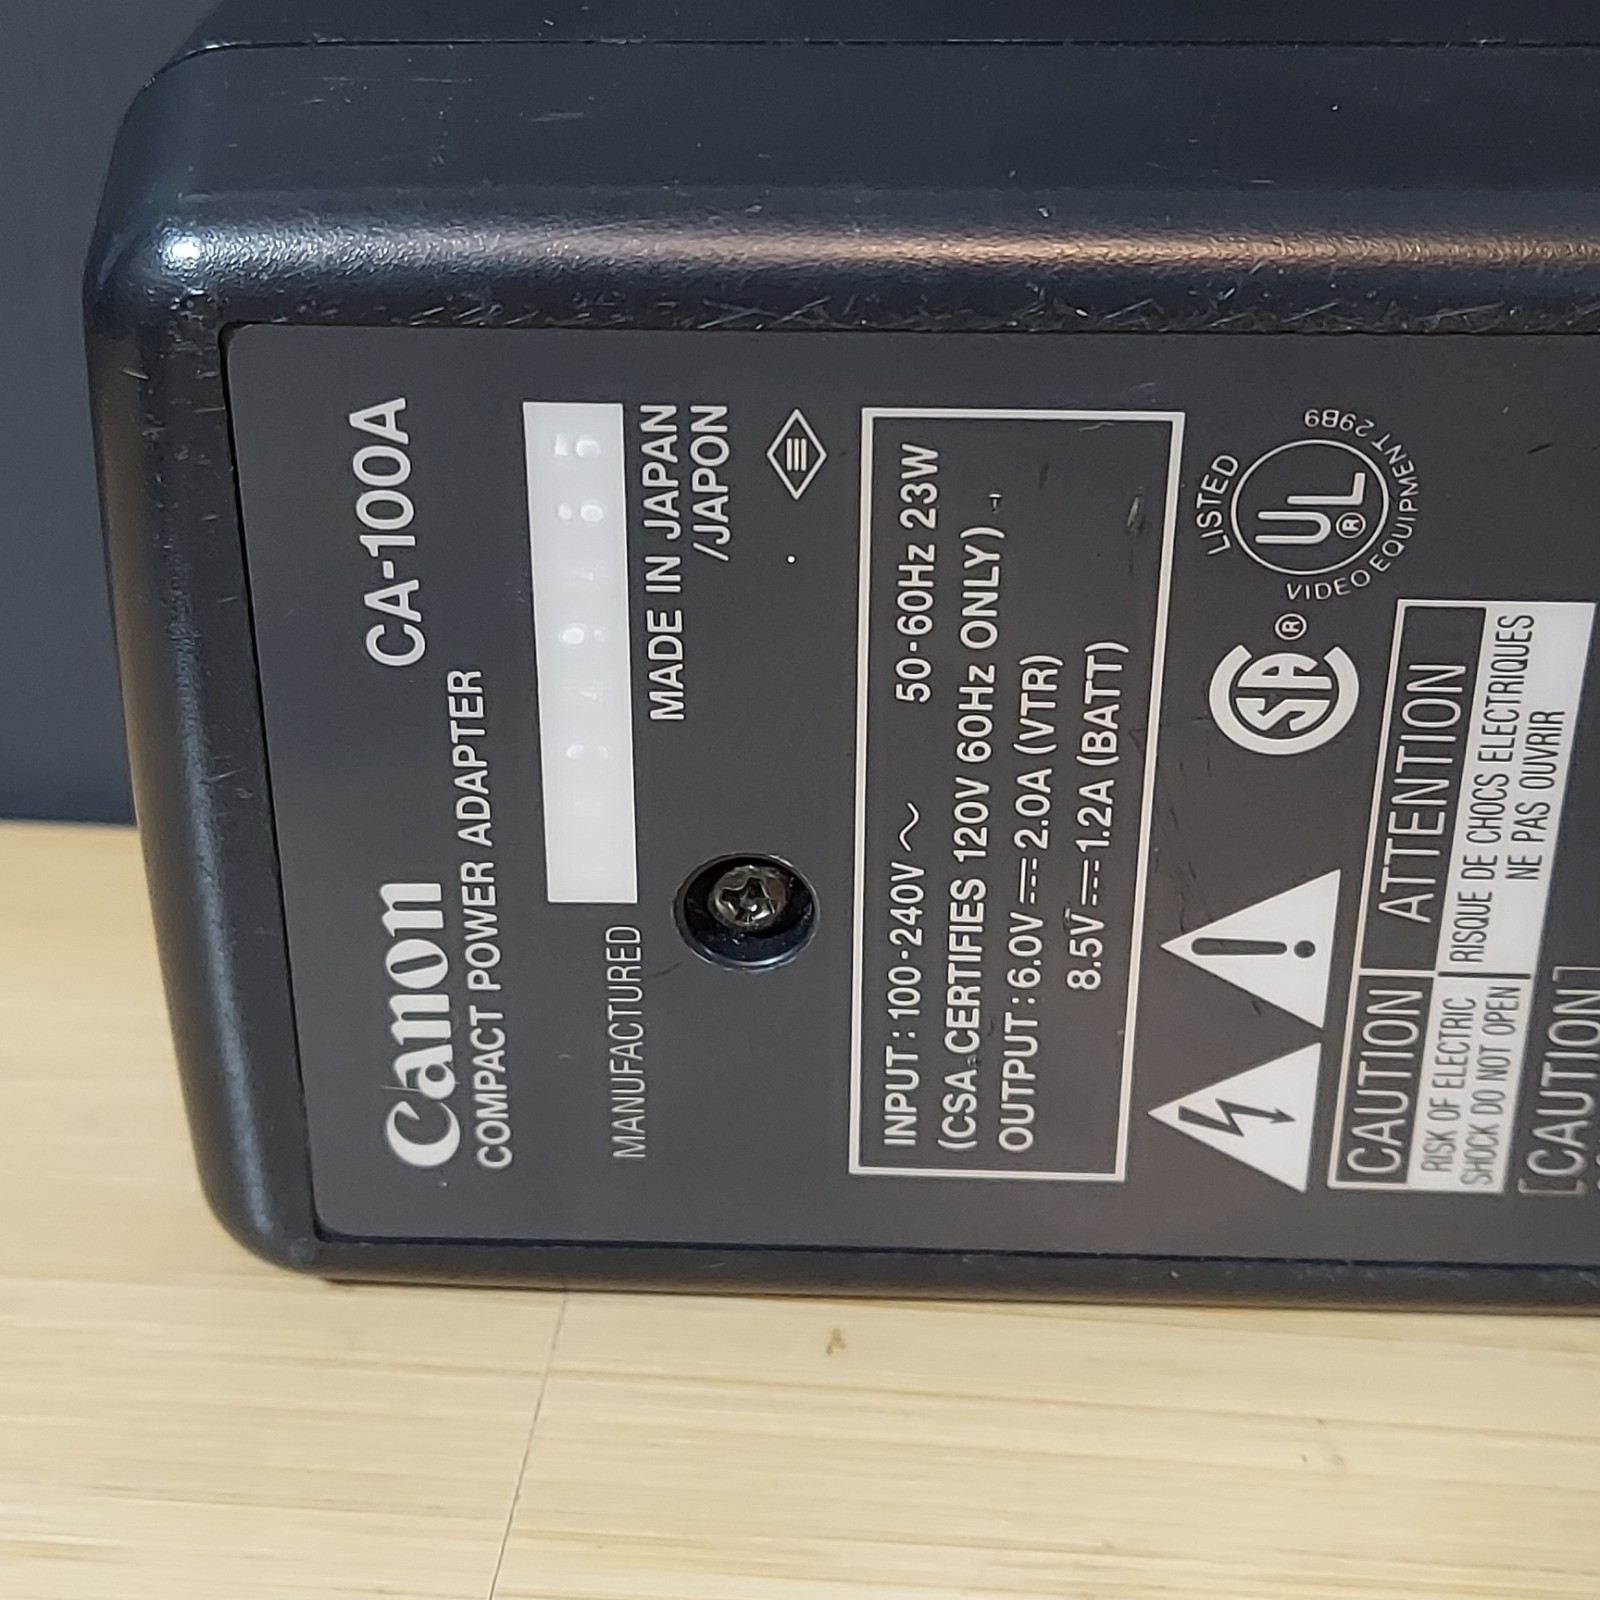 CA-100A
Canon
COMPACT POWER ADAPTER
MANUFACTURED
MADE IN JAPAN
/JAPON
INPUT : 100-240V ~ 50-60Hz 23W
(CSA CERTIFIES 120V 60Hz ONLY)
OUTPUT : 6.0V ⎓ 2.0A (VTR)
8.5V ⎓ 1.2A (BATT)
LISTED
UL ®
VIDEO EQUIPMENT 29B9
SA ®
CAUTION
RISK OF ELECTRIC
SHOCK DO NOT OPEN
ATTENTION
RISQUE DE CHOCS ELECTRIQUES
NE PAS OUVRIR
[CAUTION]